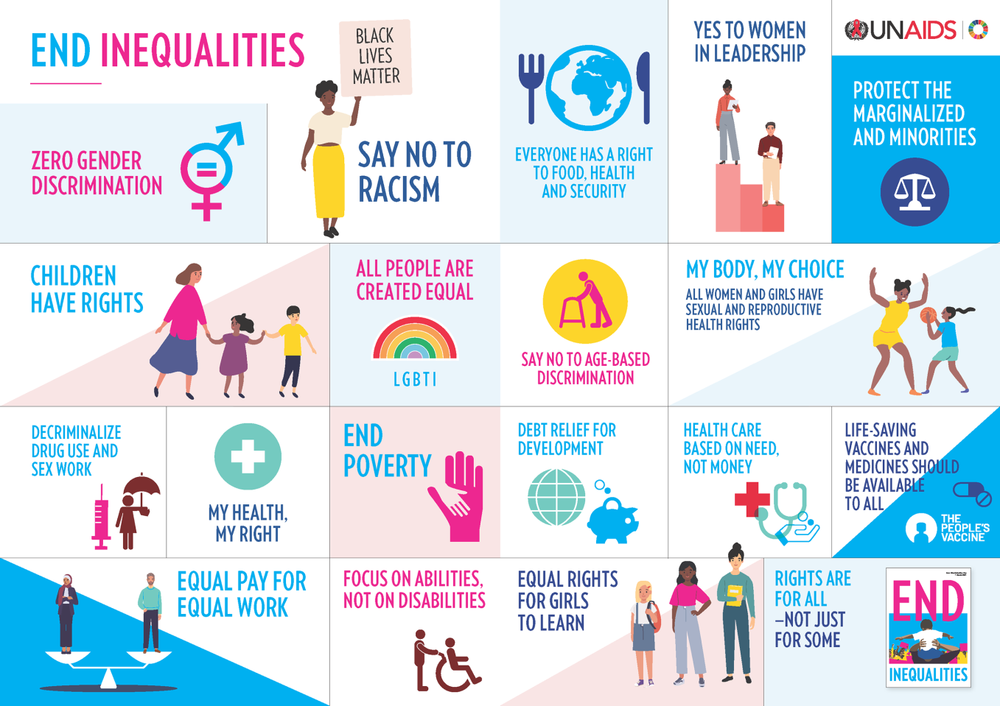 END INEQUALITIES
BLACK
LIVES
MATTER
ZERO GENDER
DISCRIMINATION
SAY NO TO
RACISM
EVERYONE HAS A RIGHT
TO FOOD, HEALTH
AND SECURITY
YES TO WOMEN
IN LEADERSHIP
UNAIDS
PROTECT THE
MARGINALIZED
AND MINORITIES
CHILDREN
HAVE RIGHTS
ALL PEOPLE ARE
CREATED EQUAL
LGBTI
SAY NO TO AGE-BASED
DISCRIMINATION
MY BODY, MY CHOICE
ALL WOMEN AND GIRLS HAVE
SEXUAL AND REPRODUCTIVE
HEALTH RIGHTS
DECRIMINALIZE
DRUG USE AND
SEX WORK
MY HEALTH,
MY RIGHT
END
POVERTY
DEBT RELIEF FOR
DEVELOPMENT
HEALTH CARE
BASED ON NEED,
NOT MONEY
LIFE-SAVING
VACCINES AND
MEDICINES SHOULD
BE AVAILABLE
TO ALL
THE
PEOPLE'S
VACCINE
EQUAL PAY FOR
EQUAL WORK
FOCUS ON ABILITIES,
NOT ON DISABILITIES
EQUAL RIGHTS
FOR GIRLS
TO LEARN
RIGHTS ARE
FOR ALL
–NOT JUST
FOR SOME
END
INEQUALITIES